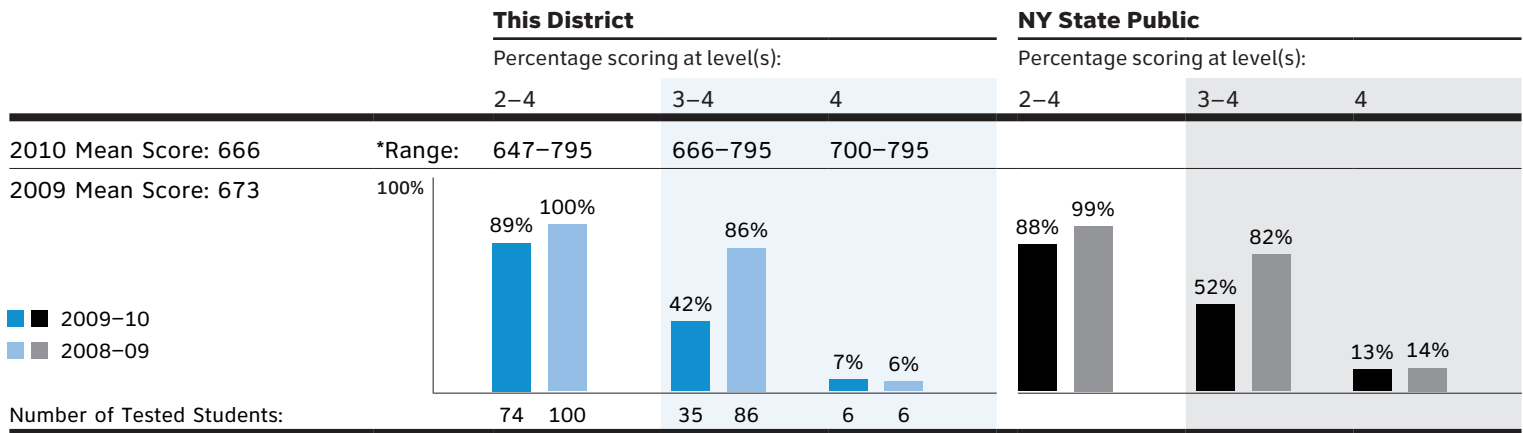 This District NY State Public
Percentage scoring at level(s): Percentage scoring at level(s):
2–4 3–4 4 2–4 3–4 4
2010 Mean Score: 666 *Range: 647–795 666–795 700–795
2009 Mean Score: 673 100%
89% 100% 42% 86% 7% 6% 88% 99% 52% 82% 13% 14%
2009–10
2008–09
Number of Tested Students: 74 100 35 86 6 6